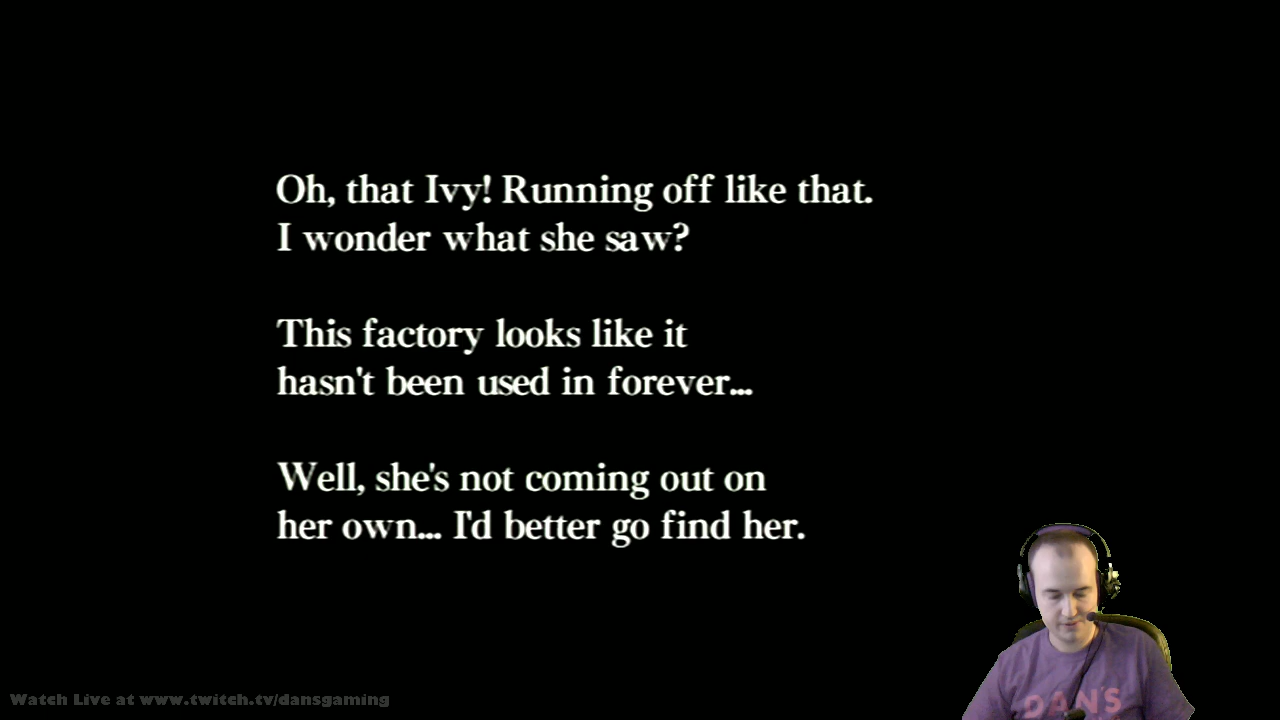 Oh, that Ivy! Running off like that.
I wonder what she saw?
This factory looks like it
hasn't been used in forever...
Well, she's not coming out on
her own... I'd better go find her.
DAN'S
Watch Live at www.twitch.tv/dansgaming